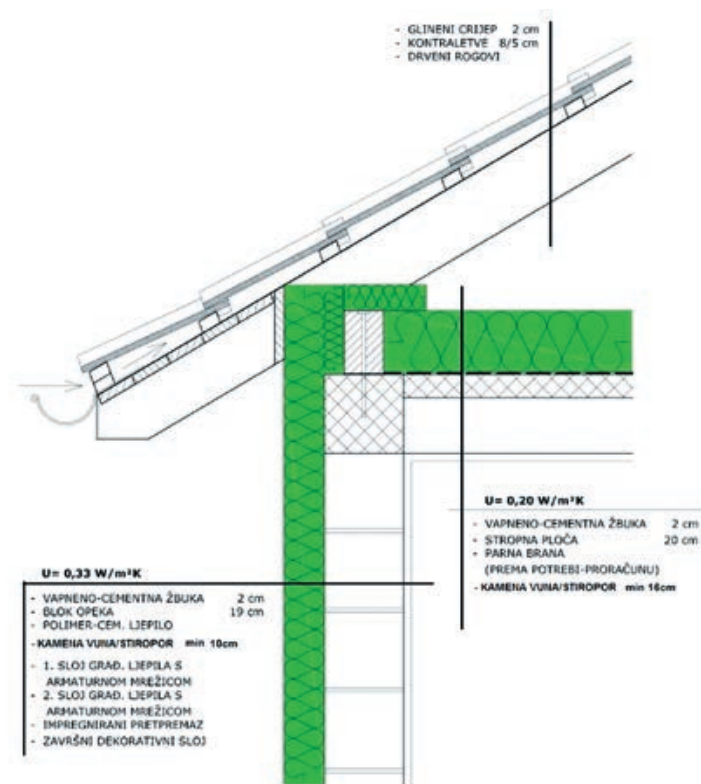 - GLINENI CRIJEP 2 cm
- KONTRALETVE 8/5 cm
- DRVENI ROGOVI
U= 0,20 W/m²K
- VAPNENO-CEMENTNA ŽBUKA 2 cm
- STROPNA PLOČA 20 cm
- PARNA BRANA
(PREMA POTREBI-PRORAČUNU)
- KAMENA VUNA/STIROPOR min 16cm
U= 0,33 W/m²K
- VAPNENO-CEMENTNA ŽBUKA 2 cm
- BLOK OPEKA 19 cm
- POLIMER-CEM. LJEPILO
- KAMENA VUNA/STIROPOR min 10cm
- 1. SLOJ GRAĐ. LJEPILA S
ARMATURNOM MREŽICOM
- 2. SLOJ GRAĐ. LJEPILA S
ARMATURNOM MREŽICOM
- IMPREGNIRANI PRETPREMAZ
- ZAVRŠNI DEKORATIVNI SLOJ